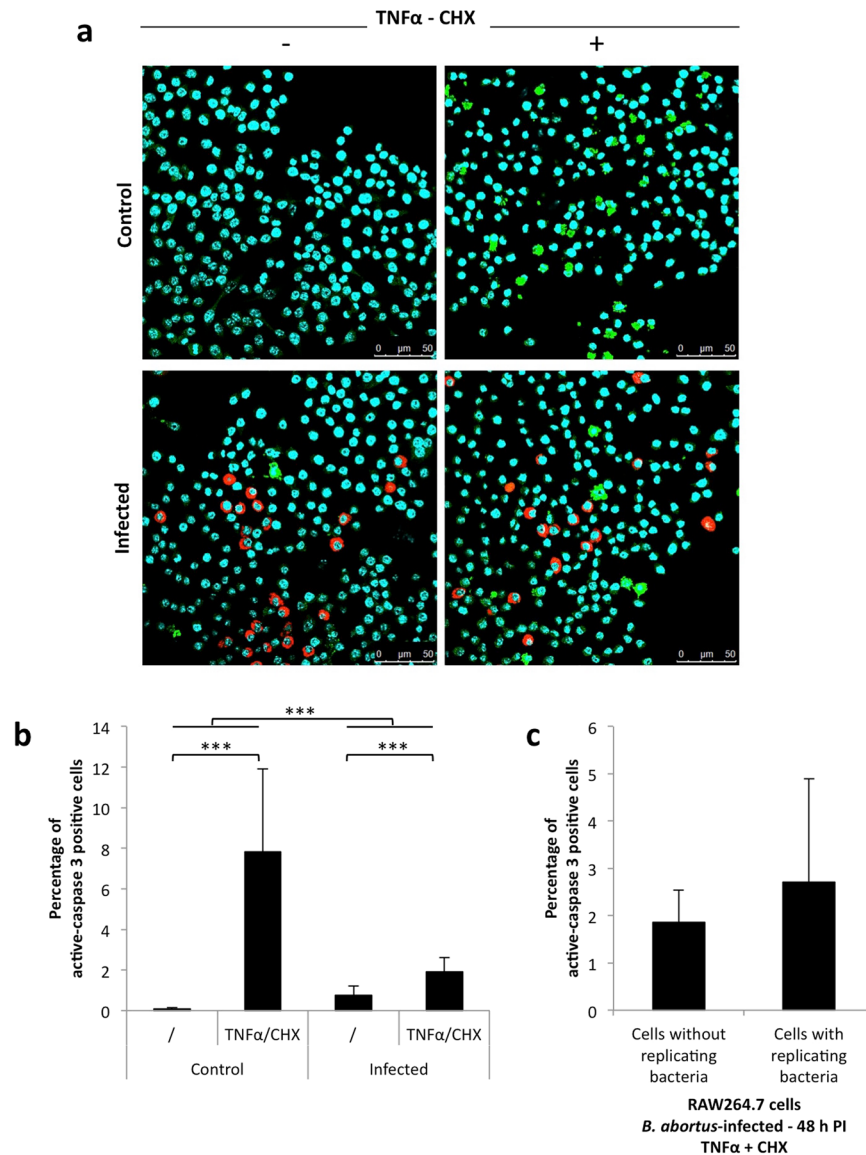 a
TNFα - CHX
-
+
Control
0 µm 50
0 µm 50
Infected
0 µm 50
0 µm 50
b
Percentage of
active-caspase 3 positive cells
14
12
10
8
6
4
2
0
***
***
***
/
TNFα/CHX
/
TNFα/CHX
Control
Infected
c
Percentage of
active-caspase 3 positive cells
6
5
4
3
2
1
0
Cells without
replicating
bacteria
Cells with
replicating
bacteria
RAW264.7 cells
B. abortus-infected - 48 h PI
TNFα + CHX